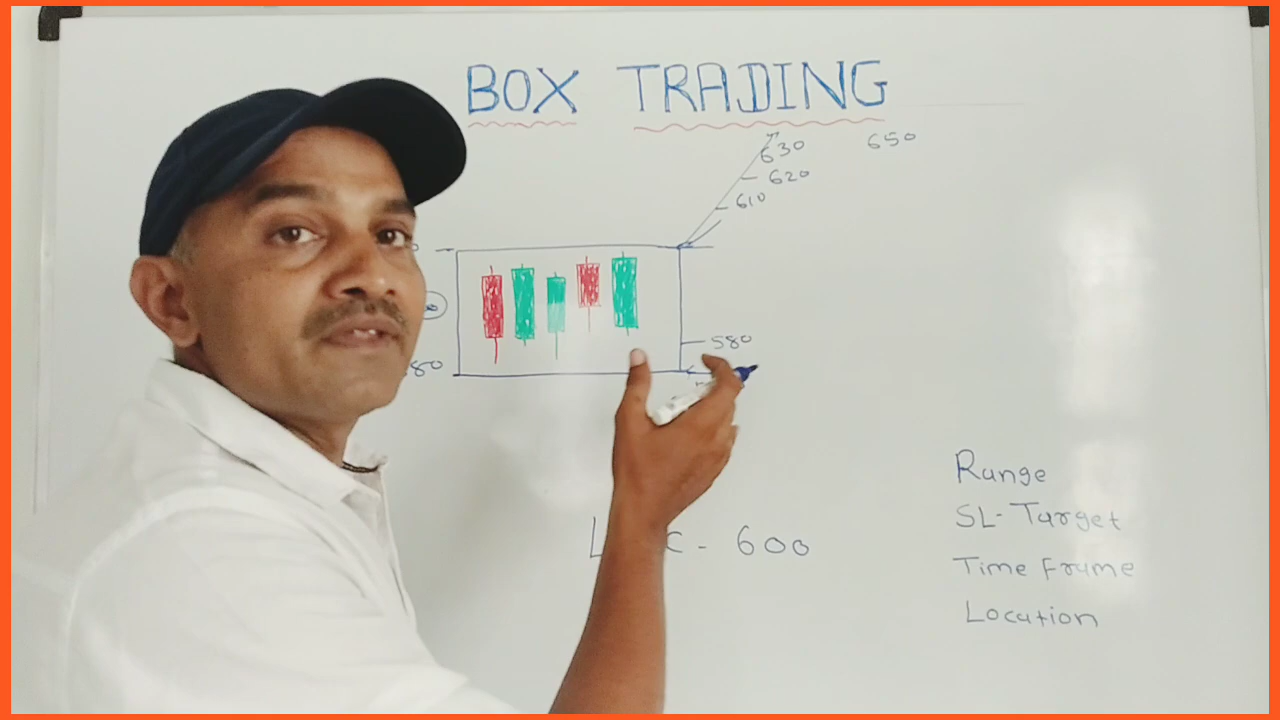 BOX TRADING
650
630
620
610
580
80
600
Range
SL-Target
Time Frame
Location